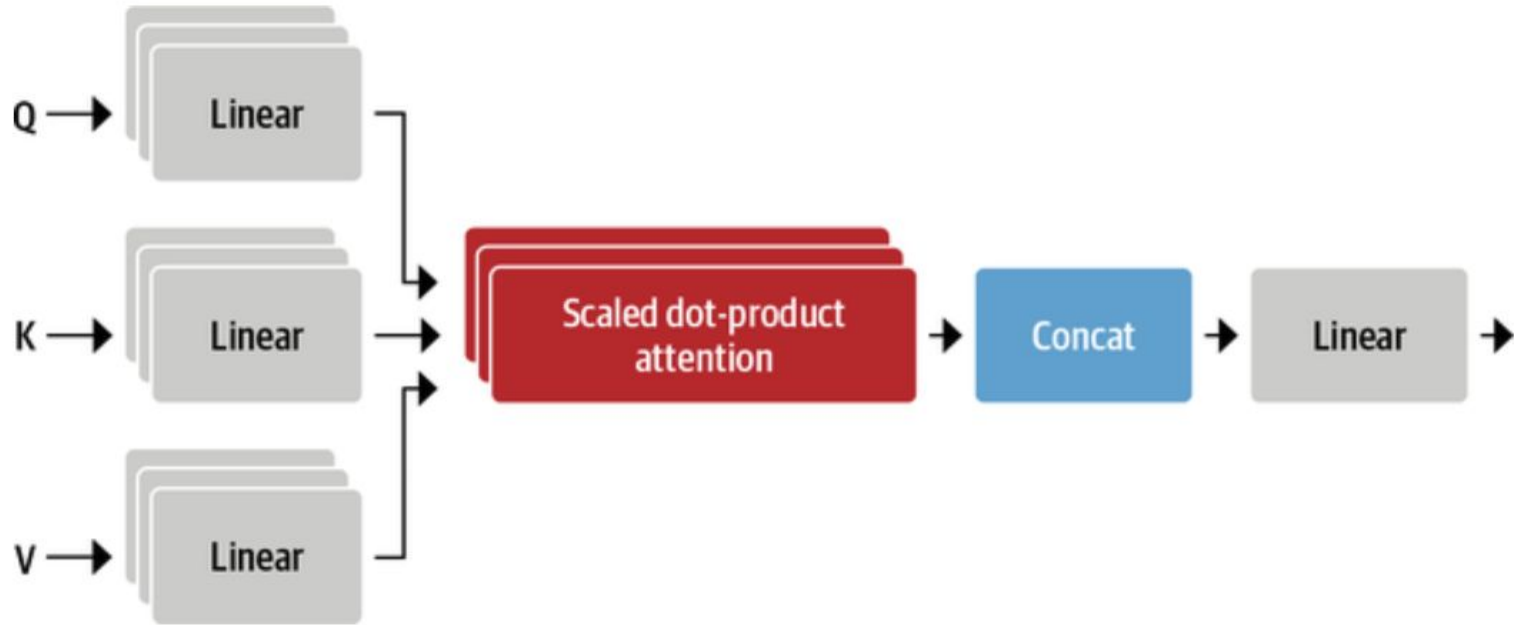 Q
Linear
K
Linear
V
Linear
Scaled dot-product
attention
Concat
Linear